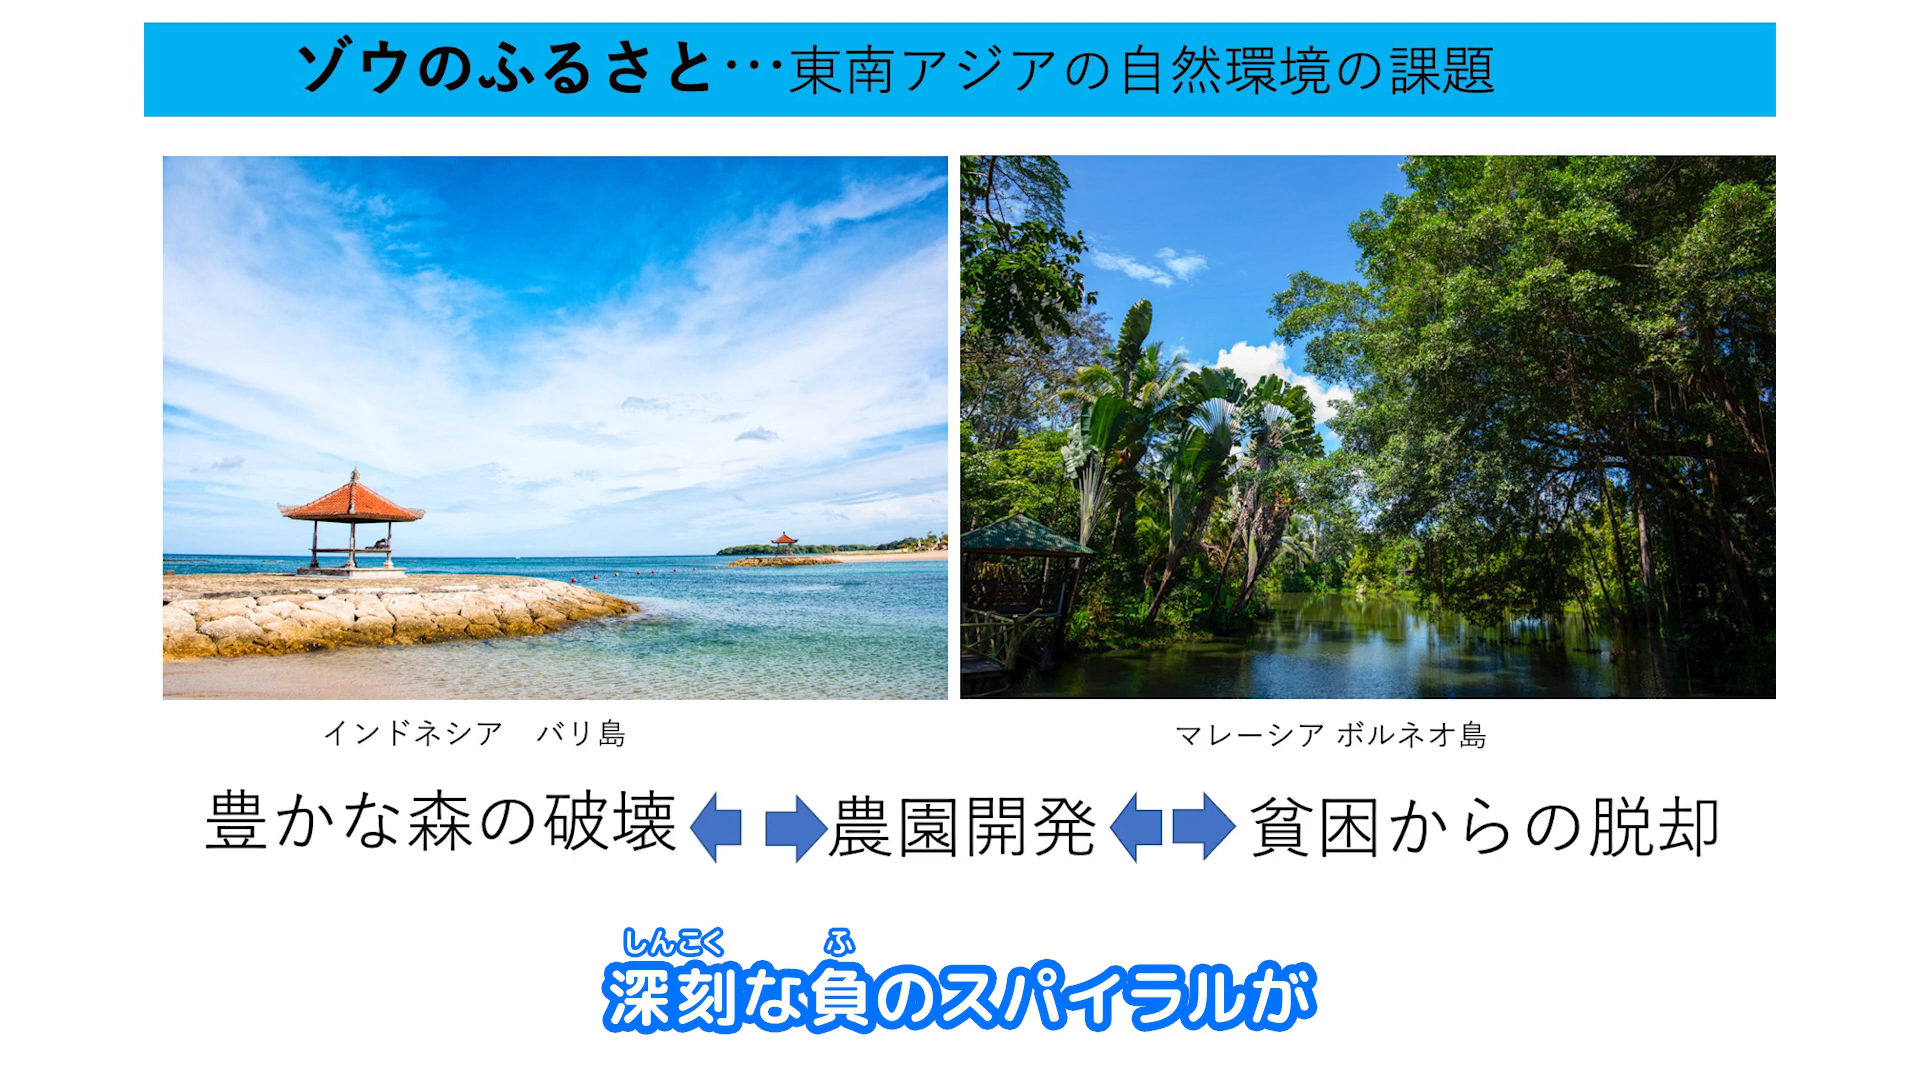 ゾウのふるさと…東南アジアの自然環境の課題
インドネシア　バリ島
マレーシア ボルネオ島
豊かな森の破壊 農園開発 貧困からの脱却
しんこく ふ
深刻な負のスパイラルが